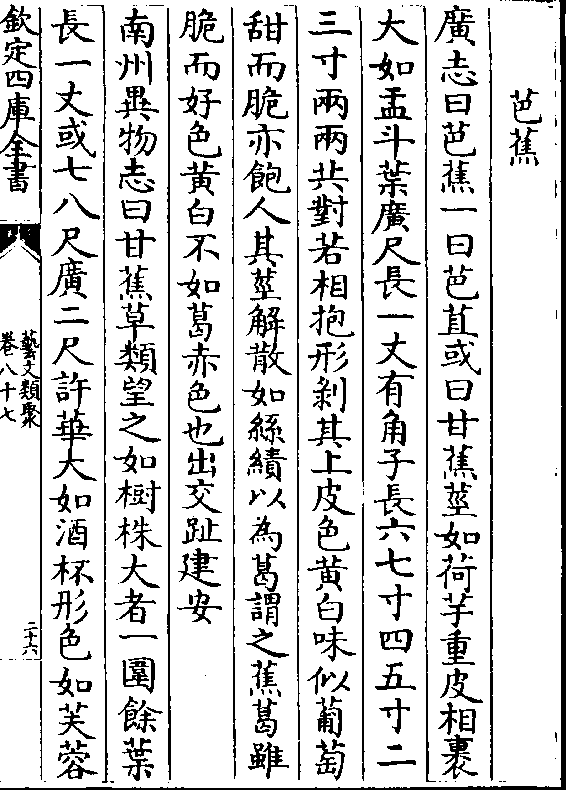 芭蕉
廣志曰芭蕉一曰芭苴或曰甘蕉莖如荷芋重皮相裹
大如盂斗葉廣尺長一丈有角子長六七寸四五寸二
三寸兩兩共對若相抱形剝其上皮色黄白味似葡萄
甜而脆亦飽人其莖解散如絲績以為葛謂之蕉葛雖
脆而好色黄白不如葛赤色也出交趾建安
南州異物志曰甘蕉草類望之如樹株大者一圍餘葉
長一丈或七八尺廣二尺許華大如酒杯形色如芙蓉
欽定四庫全書
藝文類聚
卷八十七
二十六